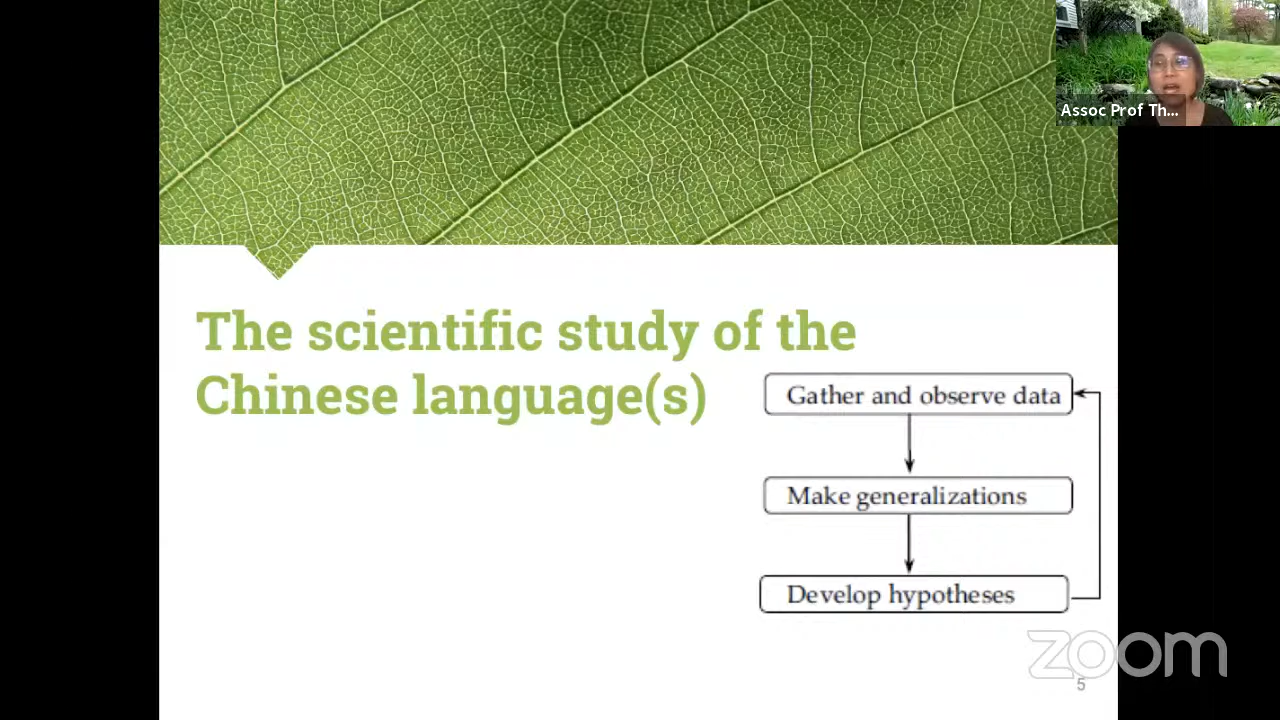 Assoc Prof Th...
The scientific study of the
Chinese language(s)
Gather and observe data
Make generalizations
Develop hypotheses
zoom
5